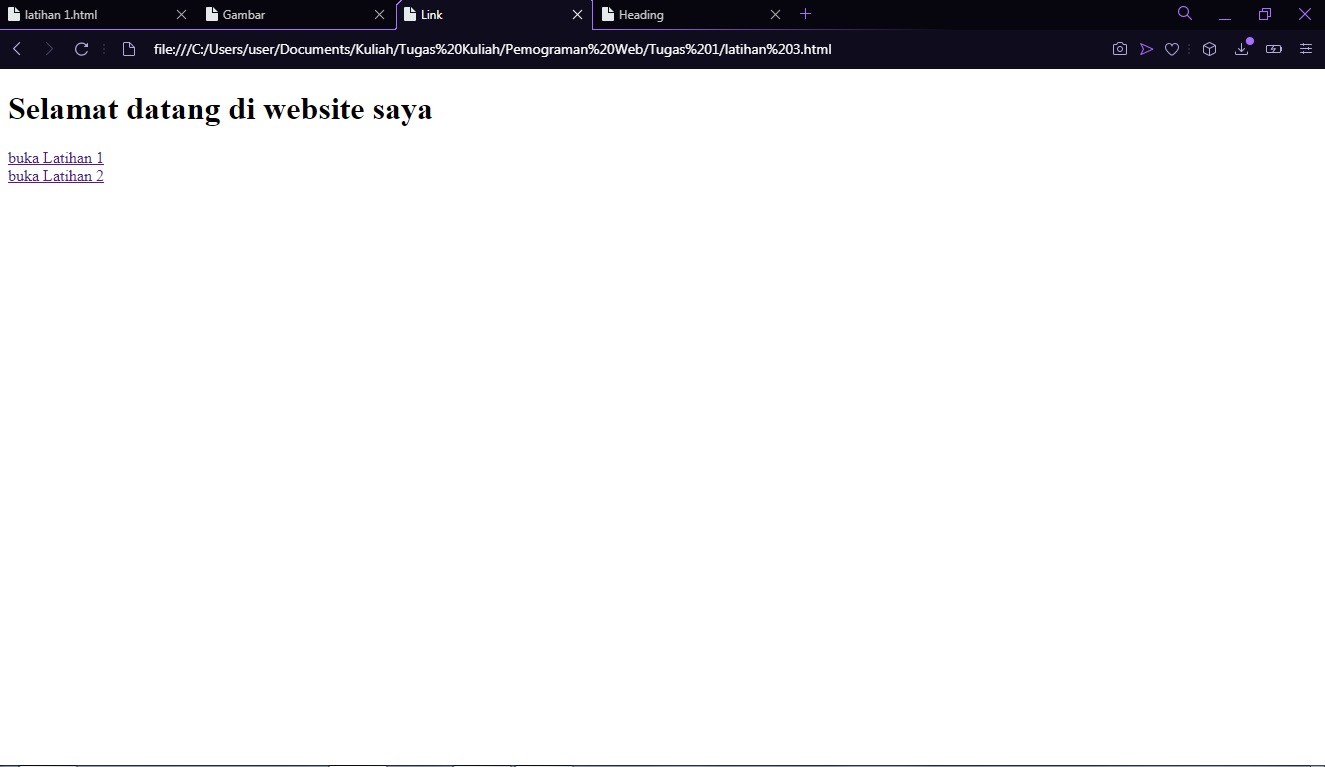 latihan 1.html
Gambar
Link
Heading
file:///C:/Users/user/Documents/Kuliah/Tugas%20Kuliah/Pemograman%20Web/Tugas%201/latihan%203.html
Selamat datang di website saya
buka Latihan 1
buka Latihan 2